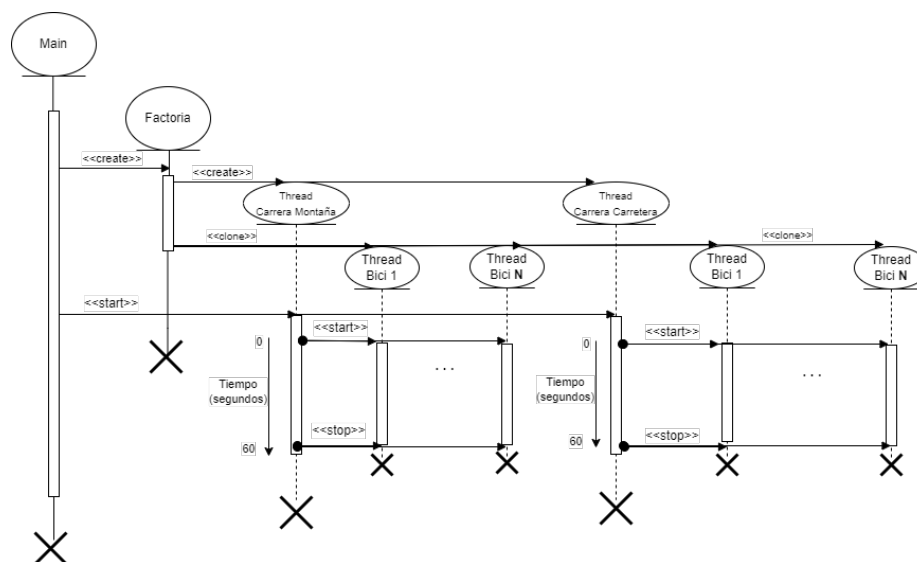 Main
Factoria
<<create>>
<<create>>
Thread
Carrera Montaña
Thread
Carrera Carretera
<<clone>>
<<clone>>
Thread
Bici 1
Thread
Bici N
Thread
Bici 1
Thread
Bici N
<<start>>
<<start>>
<<start>>
0
0
. . .
. . .
Tiempo
(segundos)
Tiempo
(segundos)
<<stop>>
<<stop>>
60
60